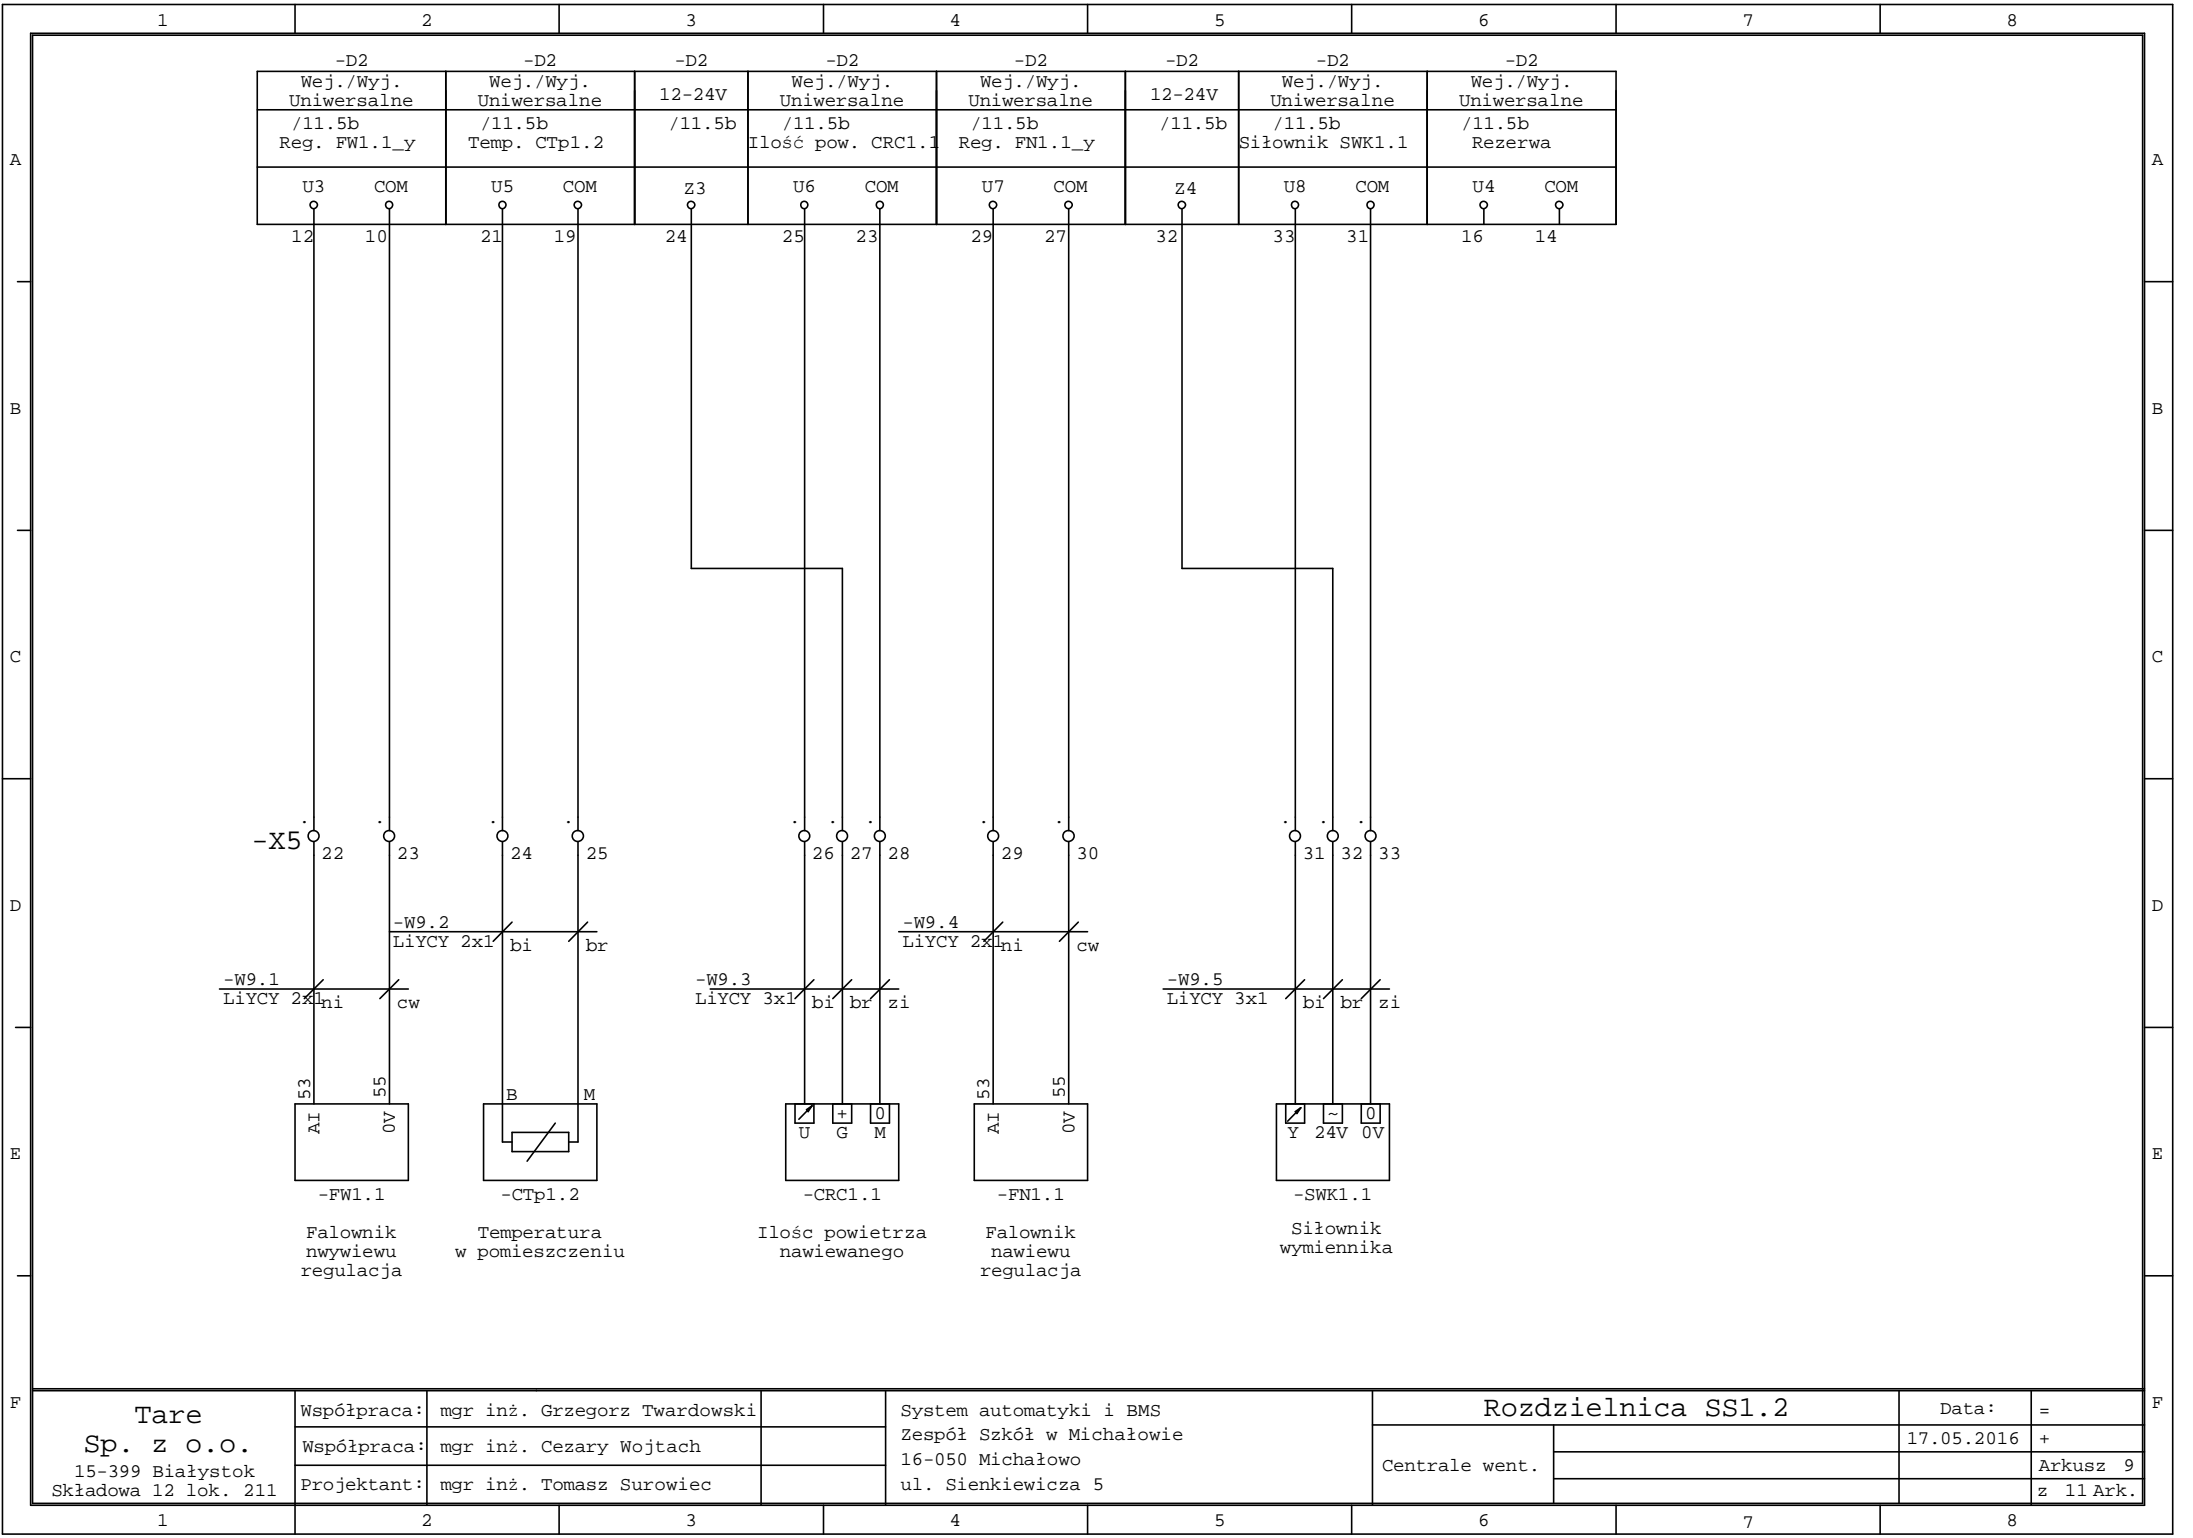 1 2 3 4 5 6 7 8
-D2 -D2 -D2 -D2 -D2 -D2 -D2 -D2
Wej./Wyj. Wej./Wyj. Wej./Wyj. Wej./Wyj. Wej./Wyj. Wej./Wyj.
Uniwersalne Uniwersalne 12-24V Uniwersalne Uniwersalne 12-24V Uniwersalne Uniwersalne
/11.5b /11.5b /11.5b /11.5b /11.5b /11.5b /11.5b /11.5b
Reg. FW1.1_y Temp. CTp1.2 Ilość pow. CRC1.1 Reg. FN1.1_y Siłownik SWK1.1 Rezerwa
A A
U3 COM U5 COM Z3 U6 COM U7 COM Z4 U8 COM U4 COM
12 10 21 19 24 25 23 29 27 32 33 31 16 14
B B
C C
-X5
22 23 24 25 26 27 28 29 30 31 32 33
D D
-W9.2
LiYCY 2x1 bi br
-W9.4
LiYCY 2x1 ni cw
-W9.1
LiYCY 2x1 ni cw
-W9.3
LiYCY 3x1 bi br zi
-W9.5
LiYCY 3x1 bi br zi
53 55 B M 53 55
AI 0V + 0 AI 0V ~ 0
U G M Y 24V 0V
E E
-FW1.1 -CTp1.2 -CRC1.1 -FN1.1 -SWK1.1
Falownik
nwywiewu
regulacja
Temperatura
w pomieszczeniu
Ilośc powietrza
nawiewanego
Falownik
nawiewu
regulacja
Siłownik
wymiennika
F F
Tare
Sp. z o.o.
15-399 Białystok
Składowa 12 lok. 211
Współpraca: mgr inż. Grzegorz Twardowski
Współpraca: mgr inż. Cezary Wojtach
Projektant: mgr inż. Tomasz Surowiec
System automatyki i BMS
Zespół Szkół w Michałowie
16-050 Michałowo
ul. Sienkiewicza 5
Rozdzielnica SS1.2
Centrale went.
Data:
17.05.2016
=
+
Arkusz 9
z 11 Ark.
1 2 3 4 5 6 7 8